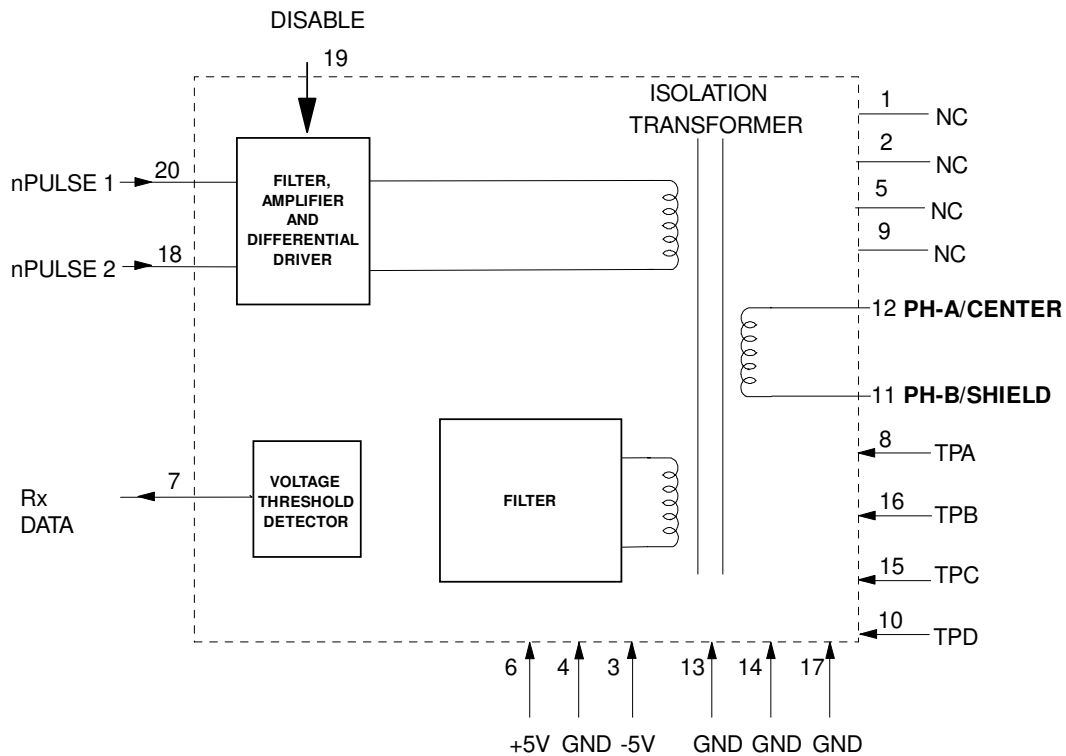 DISABLE
19
ISOLATION
TRANSFORMER
1
NC
2
NC
5
NC
9
NC
nPULSE 1
20
nPULSE 2
18
FILTER,
AMPLIFIER
AND
DIFFERENTIAL
DRIVER
12 PH-A/CENTER
11 PH-B/SHIELD
8
TPA
16
TPB
15
TPC
10
TPD
Rx
DATA
7
VOLTAGE
THRESHOLD
DETECTOR
FILTER
6
4
3
13
14
17
+5V
GND
-5V
GND
GND
GND